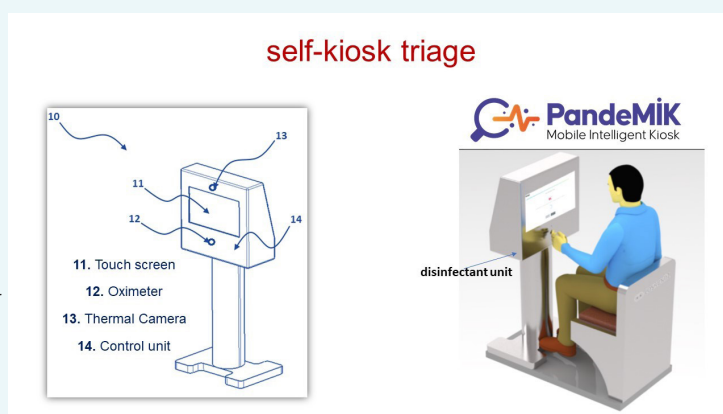 self-kiosk triage
10
13
11
12
14
11. Touch screen
12. Oximeter
13. Thermal Camera
14. Control unit
PandeMİK
Mobile Intelligent Kiosk
disinfectant unit